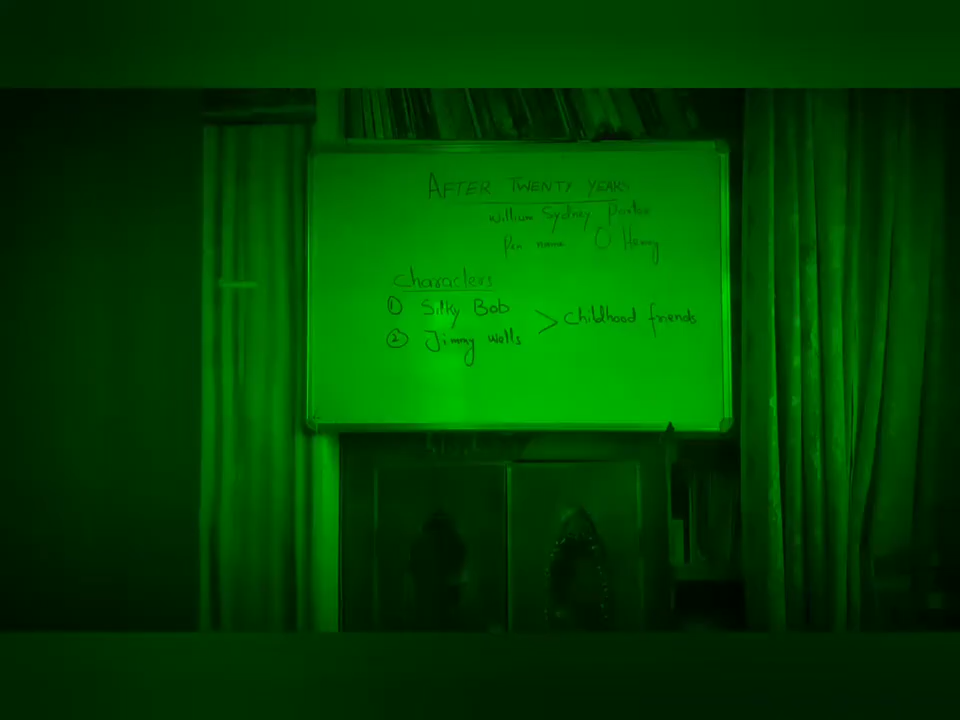 AFTER TWENTY YEARS
William Sydney Porter
Pen name O Henry
Characters
① Silky Bob
② Jimmy wells
> Childhood friends